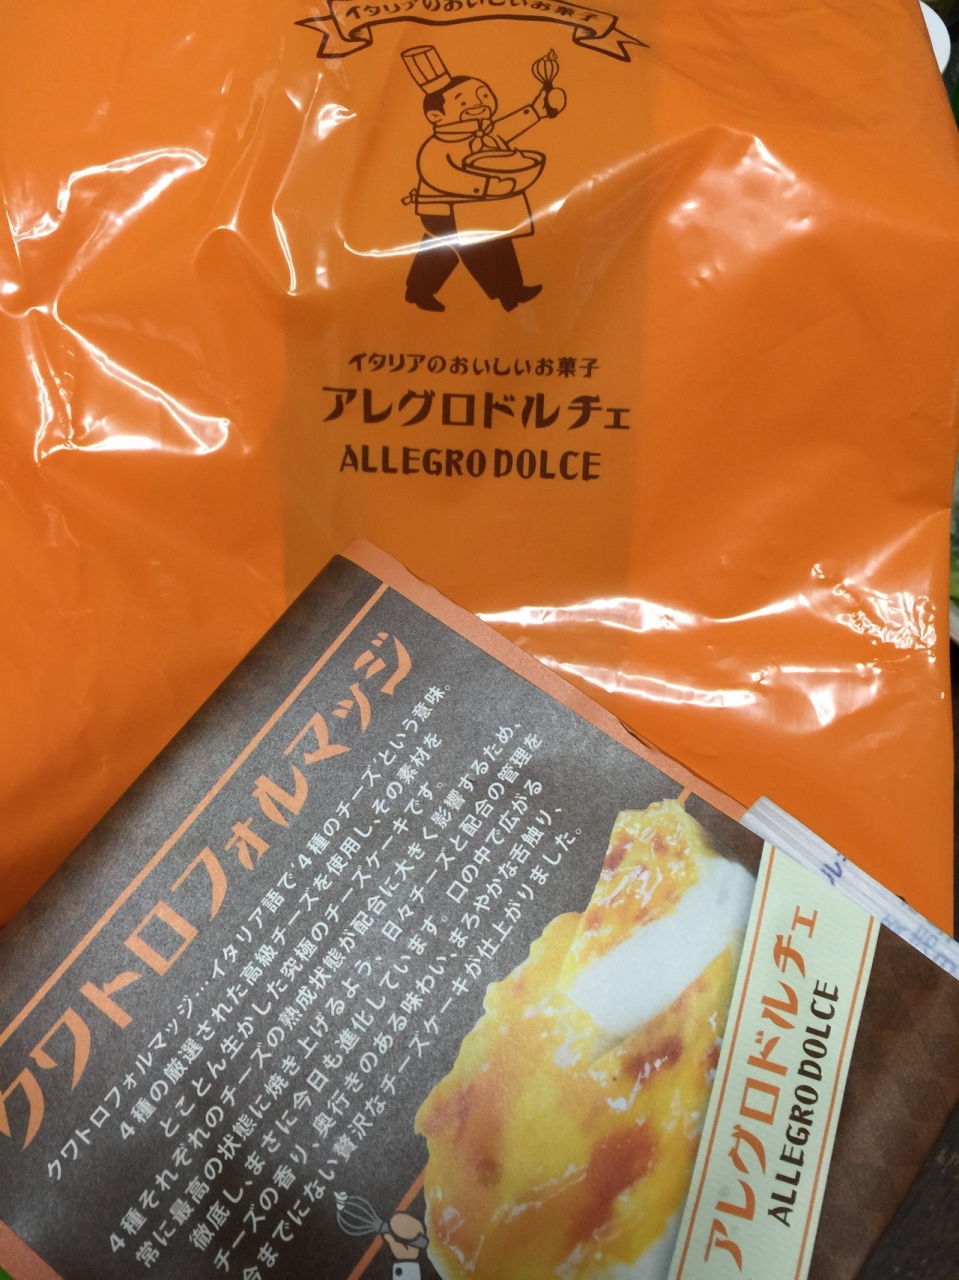 イタリアのおいしいお菓子
イタリアのおいしいお菓子
アレグロドルチェ
ALLEGRO DOLCE
クワトロフォルマッジ
クワトロフォルマッジ…イタリア語で‘4種のチーズ’という意味。
4種の厳選された高級チーズを使用し、その素材を
とことん生かした究極のチーズケーキです。
4種それぞれのチーズの熟成状態が配合に大きく影響するため、
常に最高の状態に焼き上げるよう、日々チーズと配合の管理を
徹底し、まさに今日も進化しています。口の中で広がる
チーズの香り、奥行きのある味わい、まろやかな舌触り、
今までにない贅沢なチーズケーキが仕上がりました。
アレグロドルチェ
ALLEGRO DOLCE